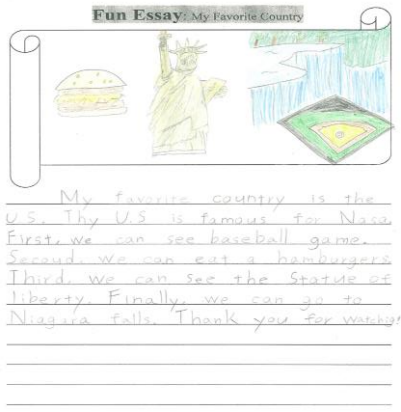 Fun Essay: My Favorite Country
My favorite country is the
U.S. Thy U.S is famous for Nasa
First, we can see baseball game.
Secoud. We can eat a hamburgers
Third, we can see the Statue of
liberty. Finally, we can go to
Niagara falls. Thank you for watchig!